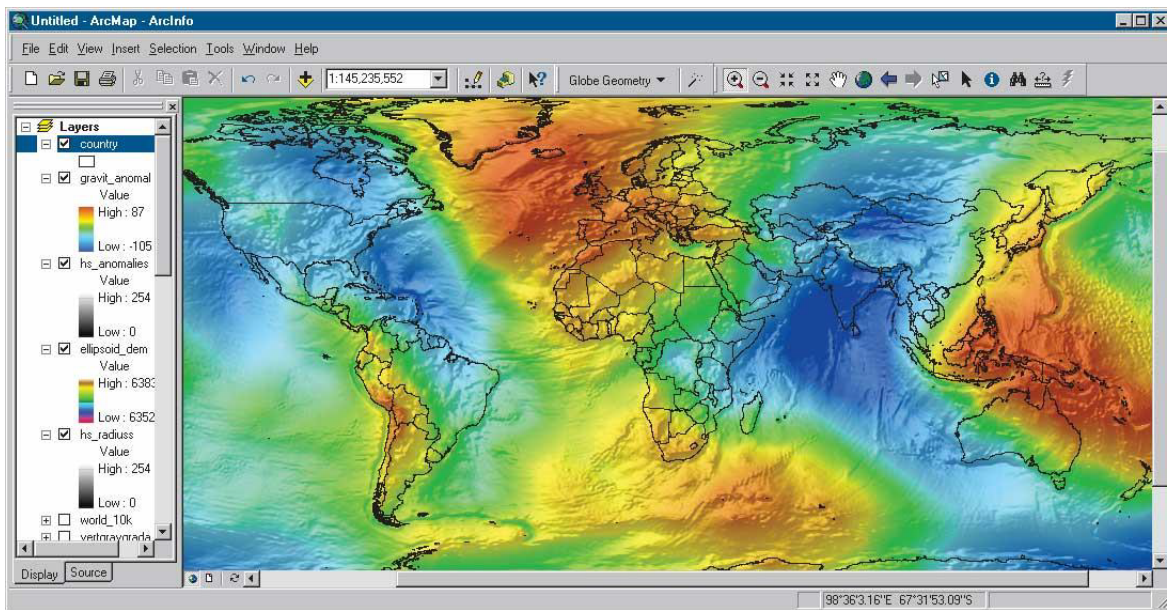 Untitled - ArcMap - ArcInfo
File Edit View Insert Selection Tools Window Help
1:145,235,552 Globe Geometry
Layers
country
gravit_anomal
Value
High : 87
Low : -105
hs_anomalies
Value
High : 254
Low : 0
ellipsoid_dem
Value
High : 6383
Low : 6352
hs_radiuss
Value
High : 254
Low : 0
world_10k
vertgravgrada
Display Source
98°36'3.16"E 67°31'53.09"S